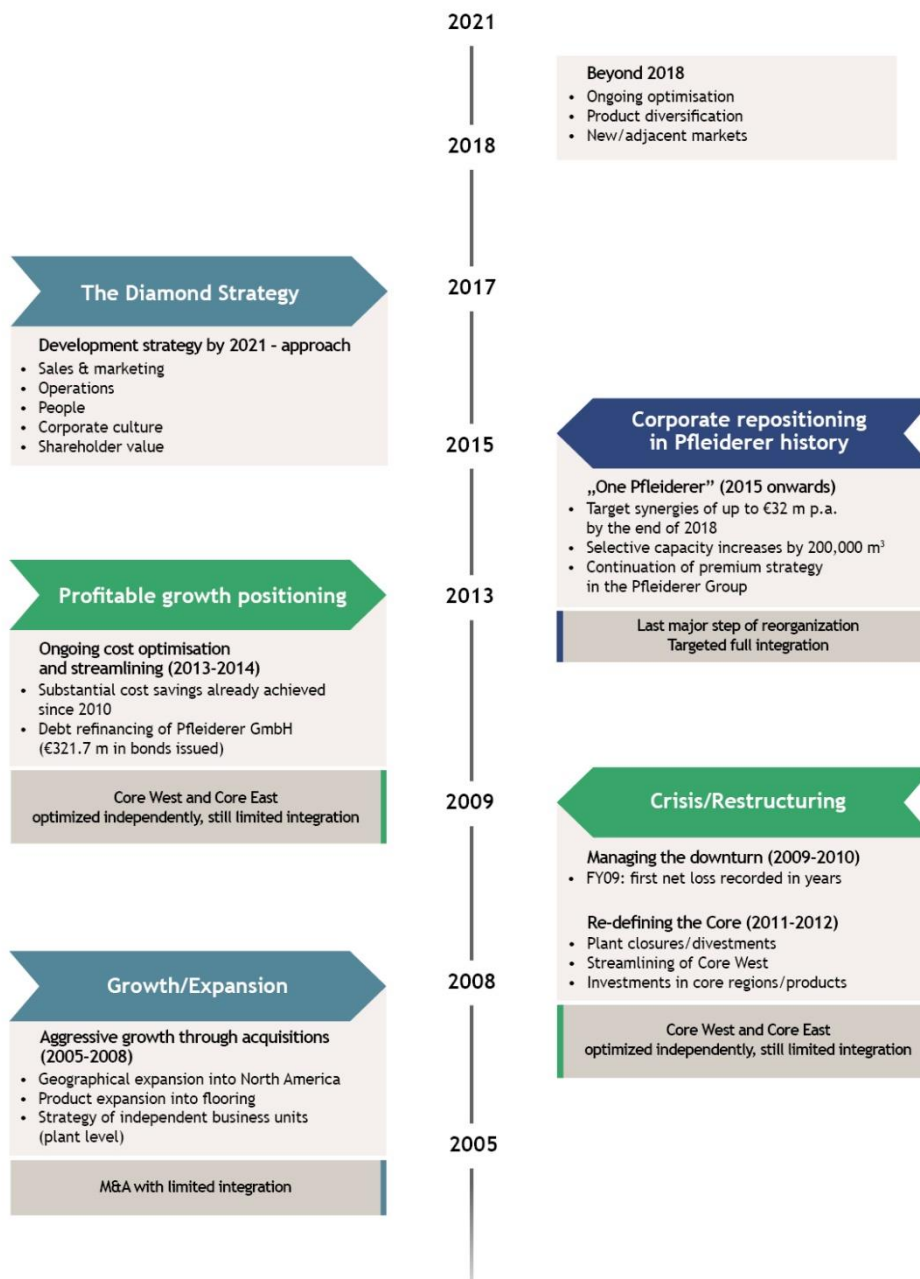 2021
Beyond 2018
• Ongoing optimisation
• Product diversification
• New/adjacent markets
2018
The Diamond Strategy
2017
Development strategy by 2021 - approach
• Sales & marketing
• Operations
• People
• Corporate culture
• Shareholder value
2015
Corporate repositioning
in Pfleiderer history
„One Pfleiderer” (2015 onwards)
• Target synergies of up to €32 m p.a.
by the end of 2018
• Selective capacity increases by 200,000 m³
• Continuation of premium strategy
in the Pfleiderer Group
Last major step of reorganization
Targeted full integration
Profitable growth positioning
2013
Ongoing cost optimisation
and streamlining (2013-2014)
• Substantial cost savings already achieved
since 2010
• Debt refinancing of Pfleiderer GmbH
(€321.7 m in bonds issued)
Core West and Core East
optimized independently, still limited integration
2009
Crisis/Restructuring
Managing the downturn (2009-2010)
• FY09: first net loss recorded in years
Re-defining the Core (2011-2012)
• Plant closures/divestments
• Streamlining of Core West
• Investments in core regions/products
Core West and Core East
optimized independently, still limited integration
Growth/Expansion
2008
Aggressive growth through acquisitions
(2005-2008)
• Geographical expansion into North America
• Product expansion into flooring
• Strategy of independent business units
(plant level)
M&A with limited integration
2005